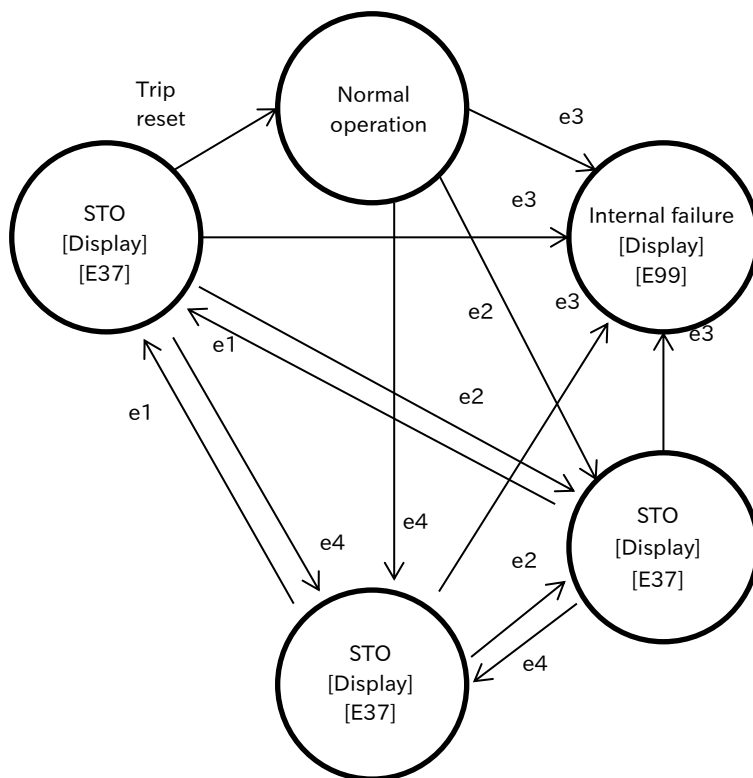 Trip
reset
Normal
operation
e3
STO
[Display]
[E37]
e3
Internal failure
[Display]
[E99]
e3
e2
e3
e1
e2
e1
e4
e4
STO
[Display]
[E37]
e2
e4
STO
[Display]
[E37]